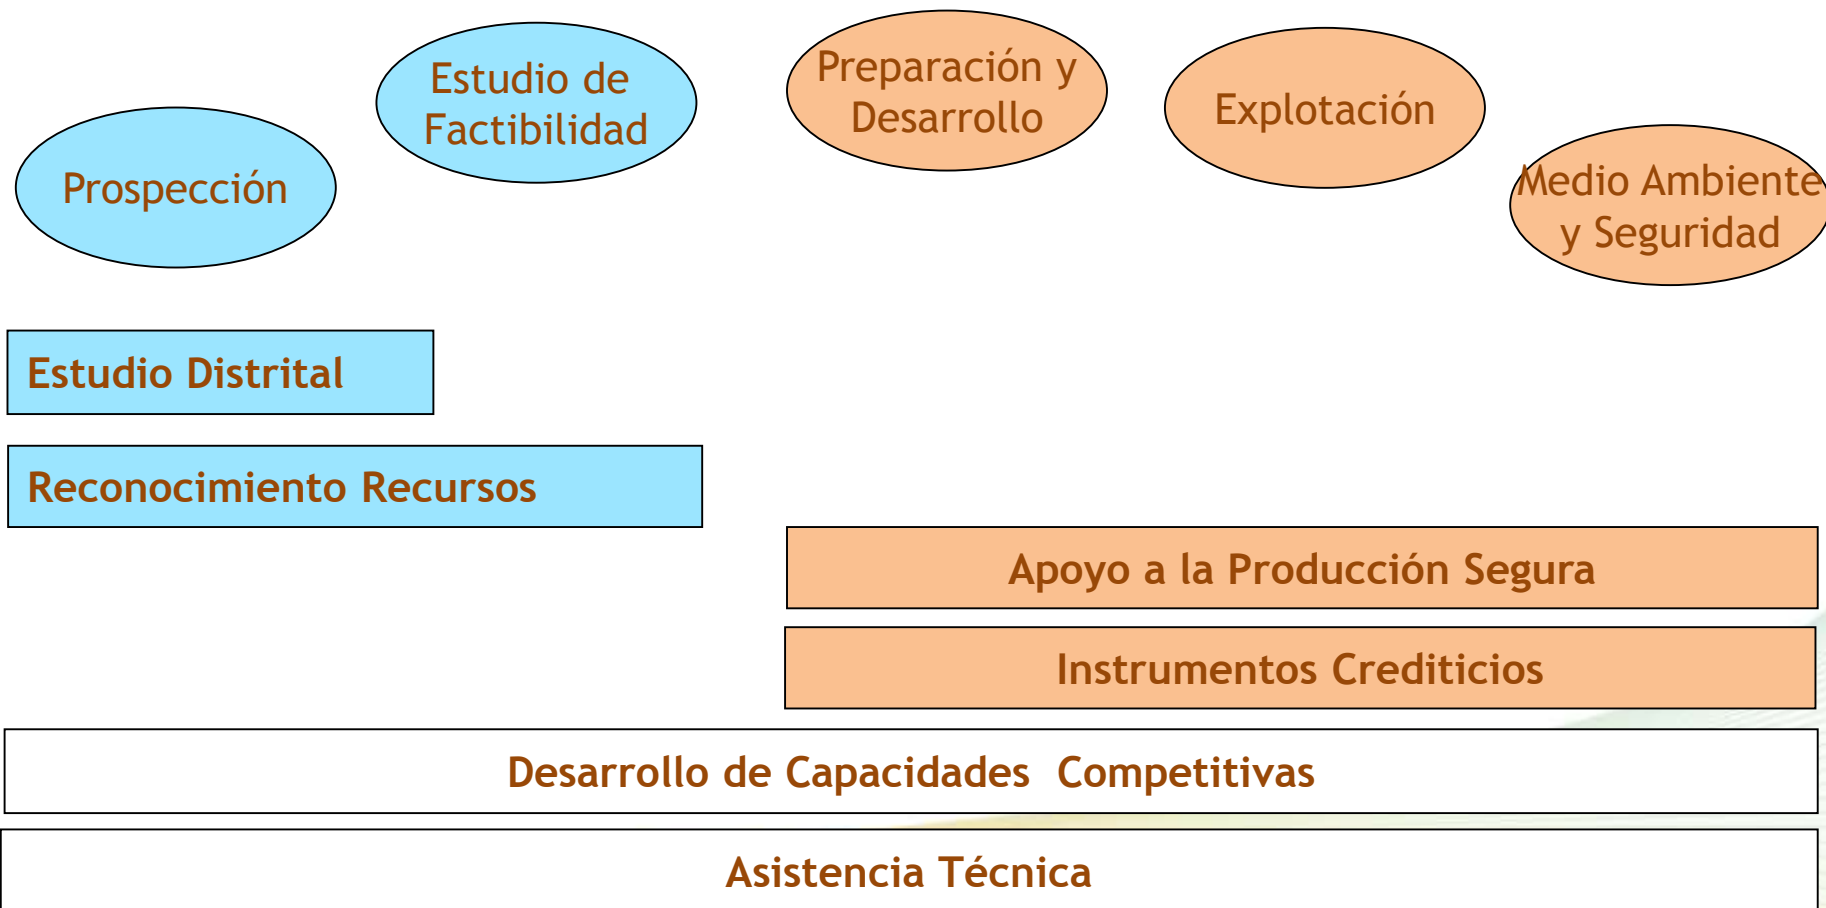 Prospección
Estudio de
Factibilidad
Preparación y
Desarrollo
Explotación
Medio Ambiente
y Seguridad
Estudio Distrital
Reconocimiento Recursos
Apoyo a la Producción Segura
Instrumentos Crediticios
Desarrollo de Capacidades  Competitivas
Asistencia Técnica